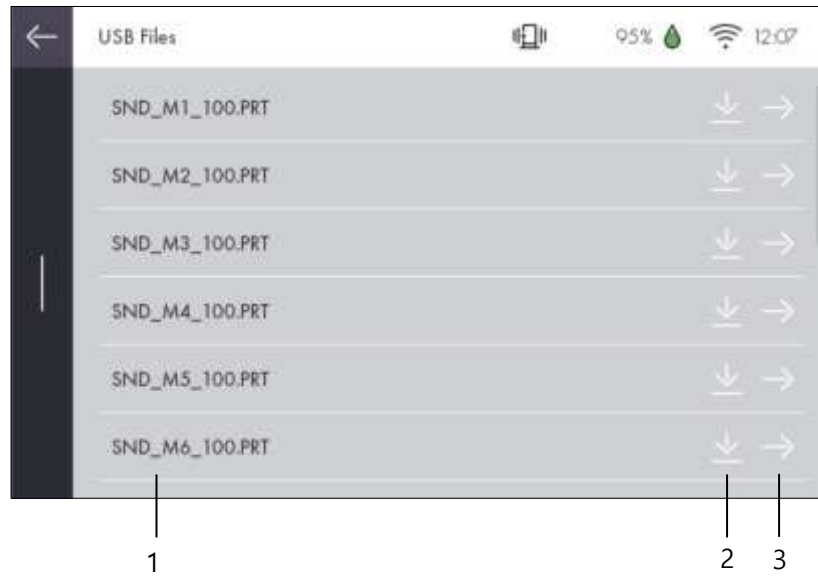 USB Files 95% 12:07
SND_M1_100.PRT
SND_M2_100.PRT
SND_M3_100.PRT
SND_M4_100.PRT
SND_M5_100.PRT
SND_M6_100.PRT
1 2 3